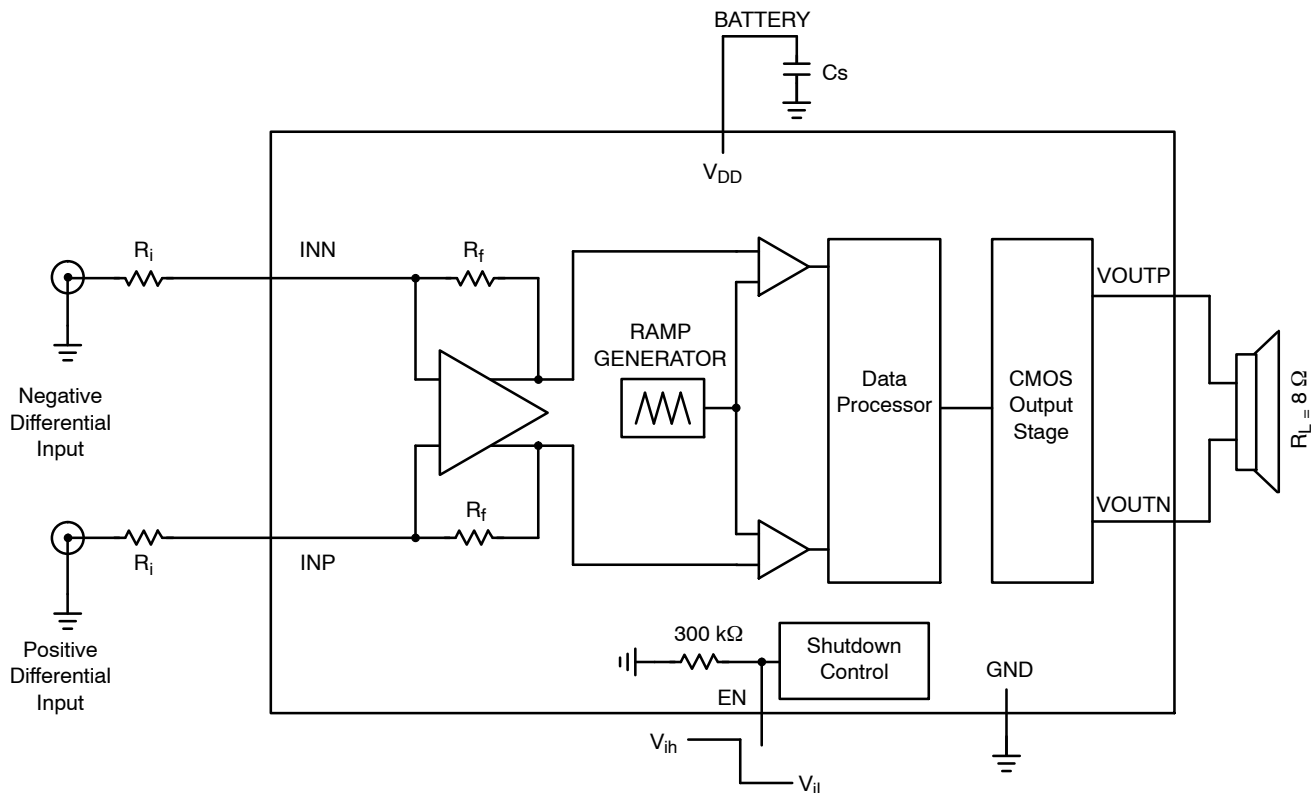 BATTERY
Cs
VDD
Ri
INN
Rf
RAMP
GENERATOR
Data
Processor
CMOS
Output
Stage
VOUTP
VOUTN
RL = 8 Ω
Negative
Differential
Input
Ri
INP
Rf
Positive
Differential
Input
300 kΩ
Shutdown
Control
EN
GND
Vih
Vil